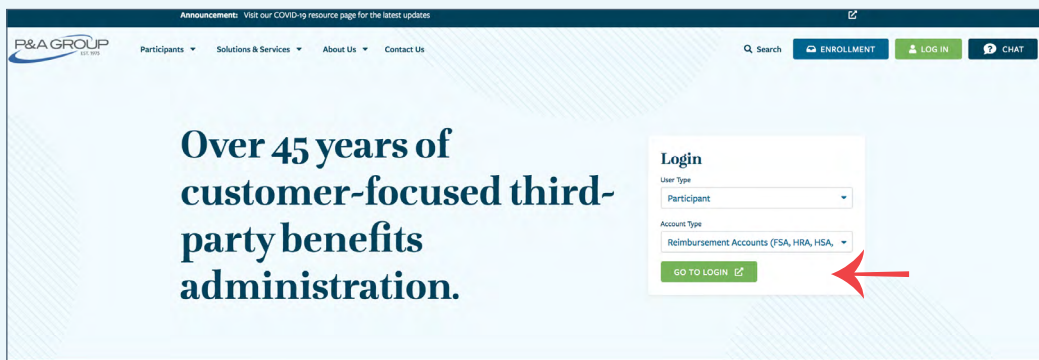 Announcement: Visit our COVID-19 resource page for the latest updates
P&A GROUP
EST. 1975
Participants Solutions & Services About Us Contact Us Search ENROLLMENT LOG IN CHAT
Over 45 years of
customer-focused third-
party benefits
administration.
Login
User Type
Participant
Account Type
Reimbursement Accounts (FSA, HRA, HSA,
GO TO LOGIN